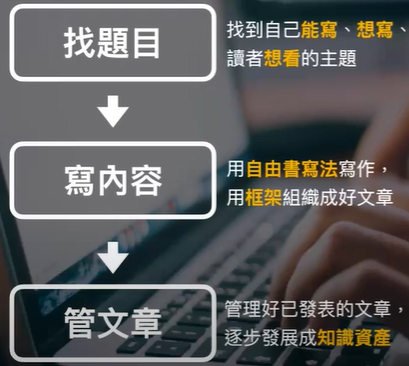 找題目
找到自己能寫、想寫、
讀者想看的主題
寫內容
用自由書寫法寫作，
用框架組織成好文章
管文章
管理好已發表的文章，
逐步發展成知識資產